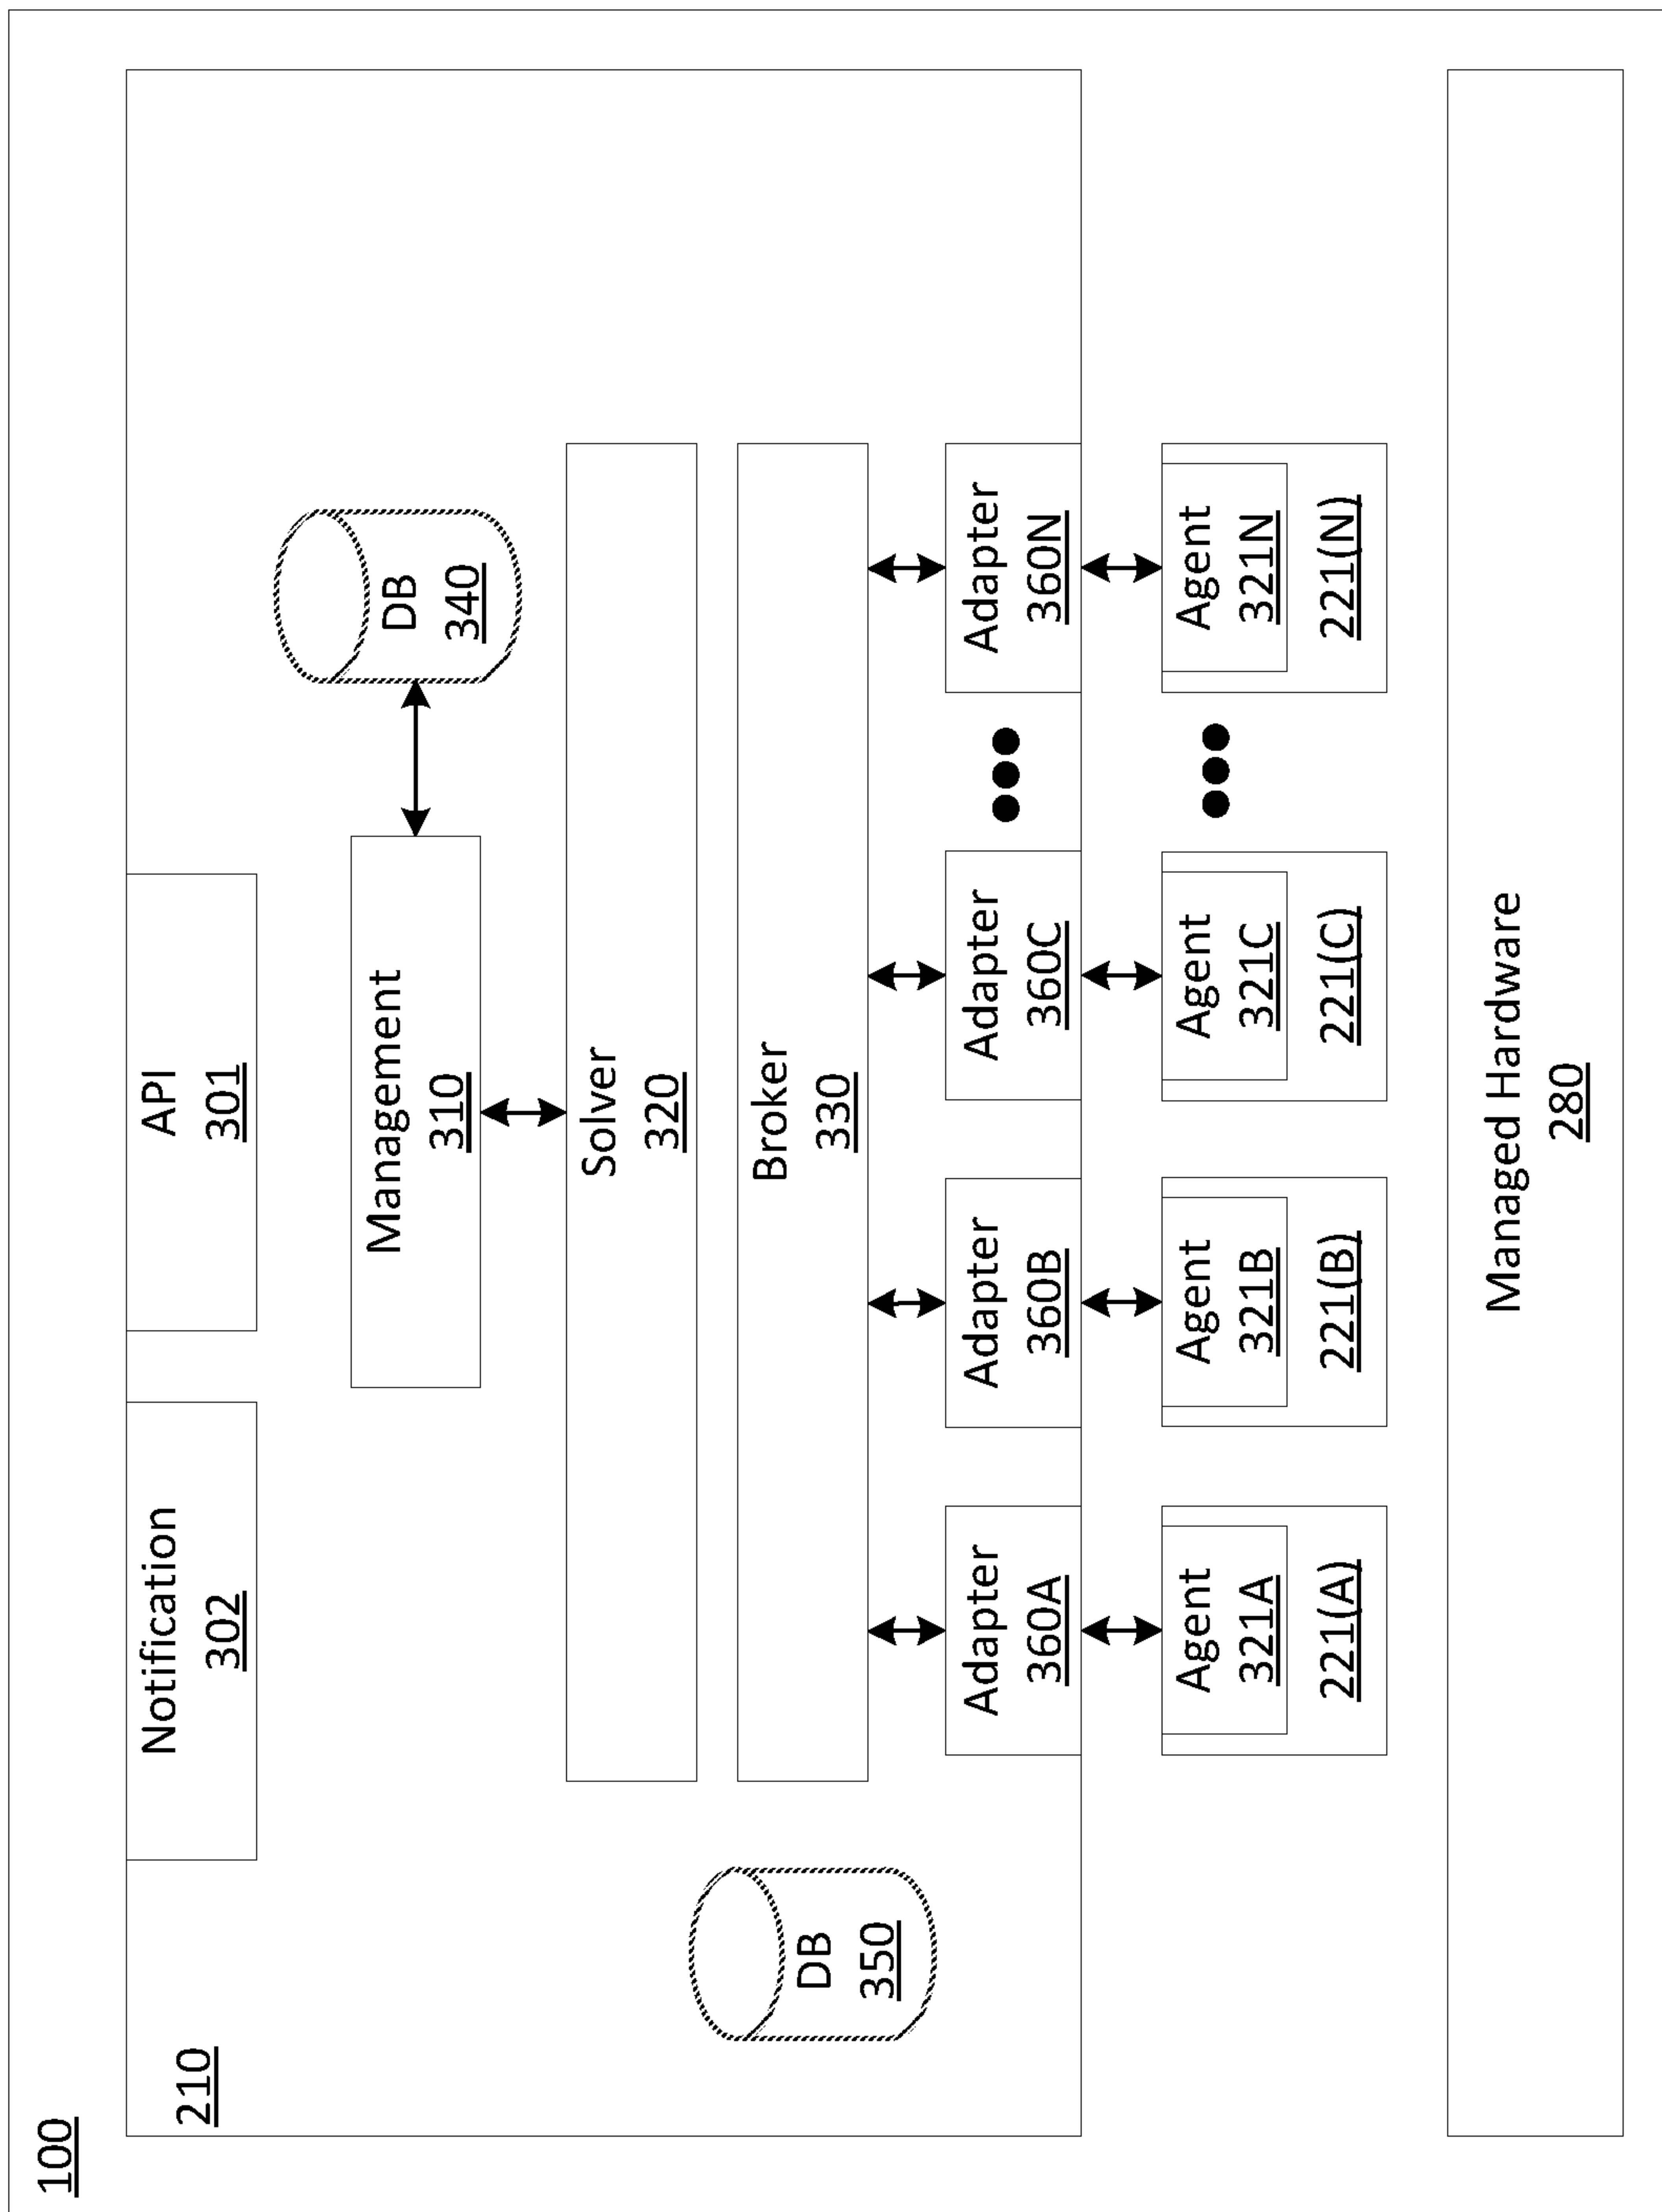 100
210
Notification
302
API
301
Management
310
DB
340
Solver
320
Broker
330
DB
350
Adapter
360A
Adapter
360B
Adapter
360C
Adapter
360N
Agent
321A
221(A)
Agent
321B
221(B)
Agent
321C
221(C)
Agent
321N
221(N)
Managed Hardware
280